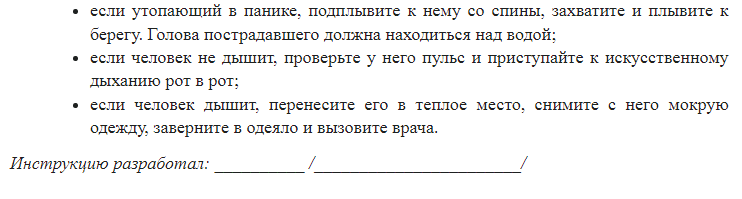 • если утопающий в панике, подплывите к нему со спины, захватите и плывите к
берегу. Голова пострадавшего должна находиться над водой;
• если человек не дышит, проверьте у него пульс и приступайте к искусственному
дыханию рот в рот;
• если человек дышит, перенесите его в теплое место, снимите с него мокрую
одежду, заверните в одеяло и вызовите врача.
Инструкцию разработал: __________ /_______________________/